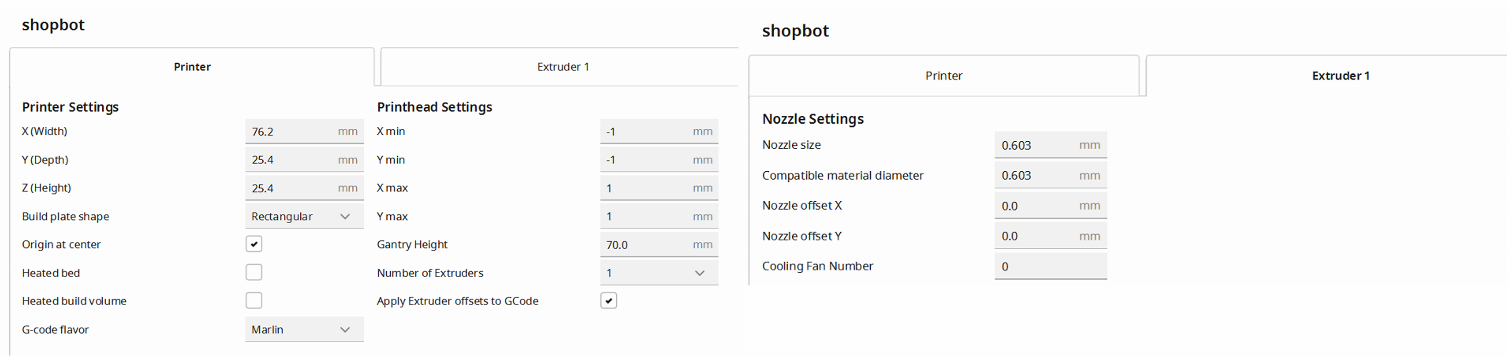 shopbot
Printer
Extruder 1
Printer Settings
X (Width) 76.2 mm
Y (Depth) 25.4 mm
Z (Height) 25.4 mm
Build plate shape Rectangular
Origin at center
Heated bed
Heated build volume
G-code flavor Marlin
Printhead Settings
X min -1 mm
Y min -1 mm
X max 1 mm
Y max 1 mm
Gantry Height 70.0 mm
Number of Extruders 1
Apply Extruder offsets to GCode
shopbot
Printer
Extruder 1
Nozzle Settings
Nozzle size 0.603 mm
Compatible material diameter 0.603 mm
Nozzle offset X 0.0 mm
Nozzle offset Y 0.0 mm
Cooling Fan Number 0